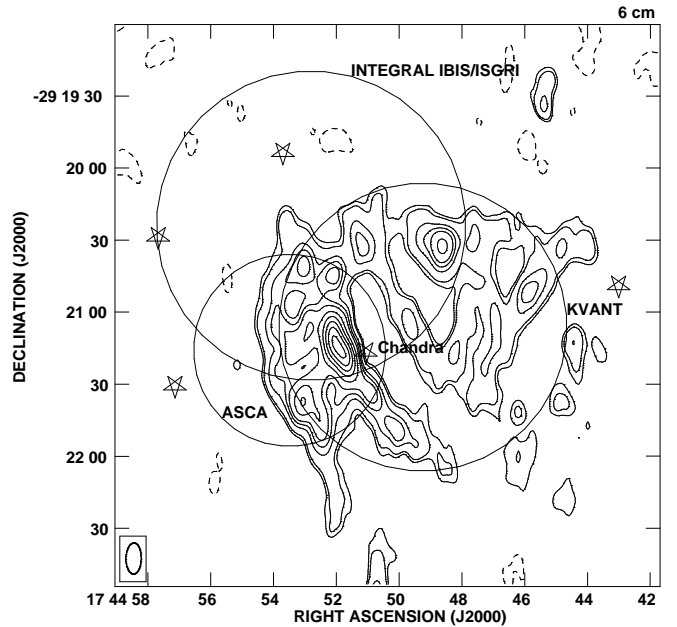 6 cm
INTEGRAL IBIS/ISGRI
-29 19 30
20 00
30
21 00
30
22 00
30
DECLINATION (J2000)
KVANT
Chandra
ASCA
17 44 58 56 54 52 50 48 46 44 42
RIGHT ASCENSION (J2000)